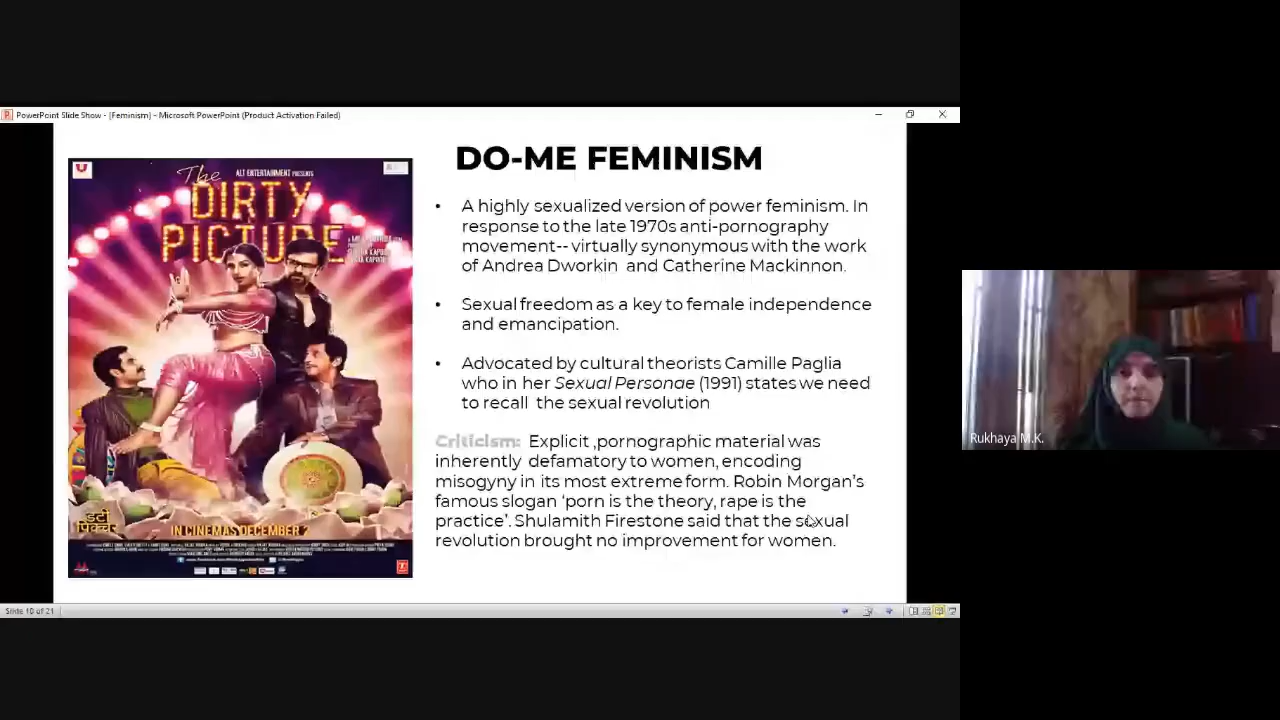 PowerPoint Slide Show - [Feminism] - Microsoft PowerPoint (Product Activation Failed)
DO-ME FEMINISM
The
ALT ENTERTAINMENT PRESENTS
DIRTY
PICTURE
डर्टी
पिक्चर
IN CINEMAS DECEMBER 2
• A highly sexualized version of power feminism. In
response to the late 1970s anti-pornography
movement-- virtually synonymous with the work
of Andrea Dworkin and Catherine Mackinnon.
• Sexual freedom as a key to female independence
and emancipation.
• Advocated by cultural theorists Camille Paglia
who in her Sexual Personae (1991) states we need
to recall the sexual revolution
Criticism: Explicit ,pornographic material was
inherently defamatory to women, encoding
misogyny in its most extreme form. Robin Morgan’s
famous slogan ‘porn is the theory, rape is the
practice’. Shulamith Firestone said that the sexual
revolution brought no improvement for women.
Rukhaya M.K.
Slide 10 of 21